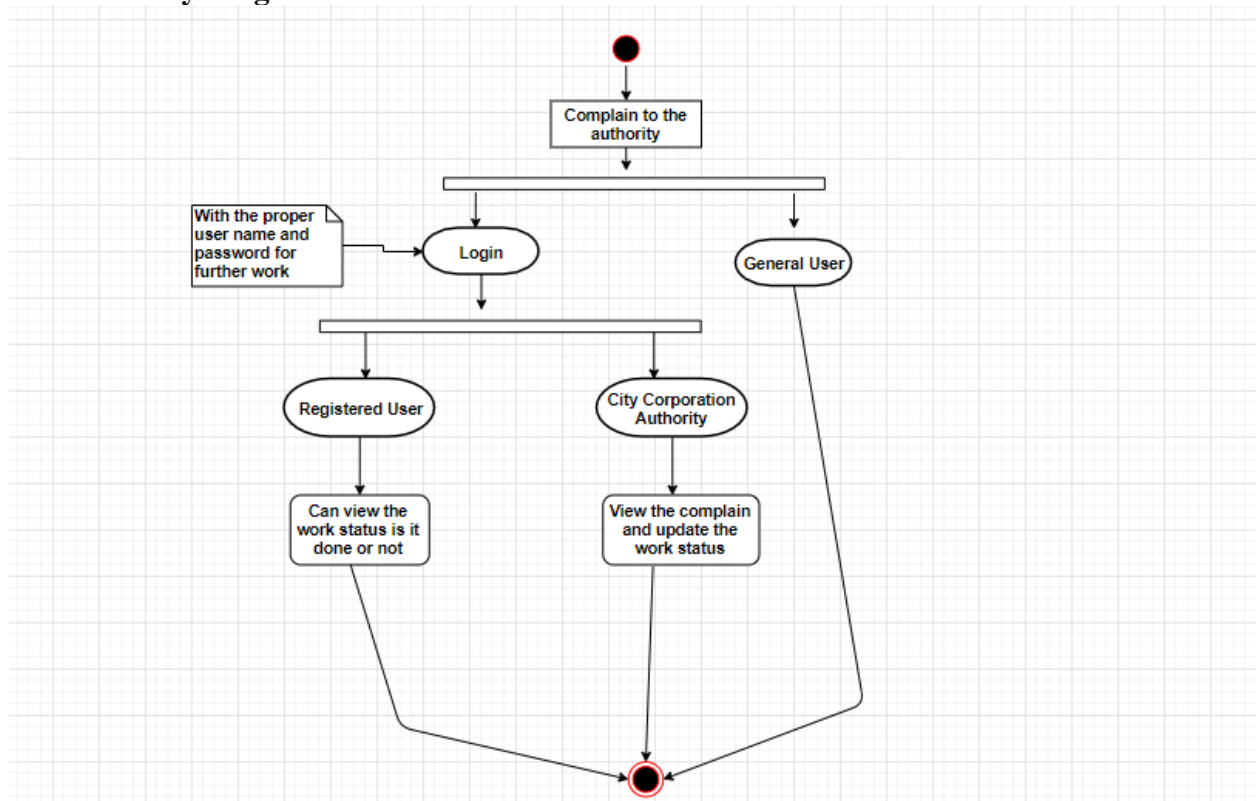 Complain to the
authority
With the proper
user name and
password for
further work
Login
General User
Registered User
City Corporation
Authority
Can view the
work status is it
done or not
View the complain
and update the
work status